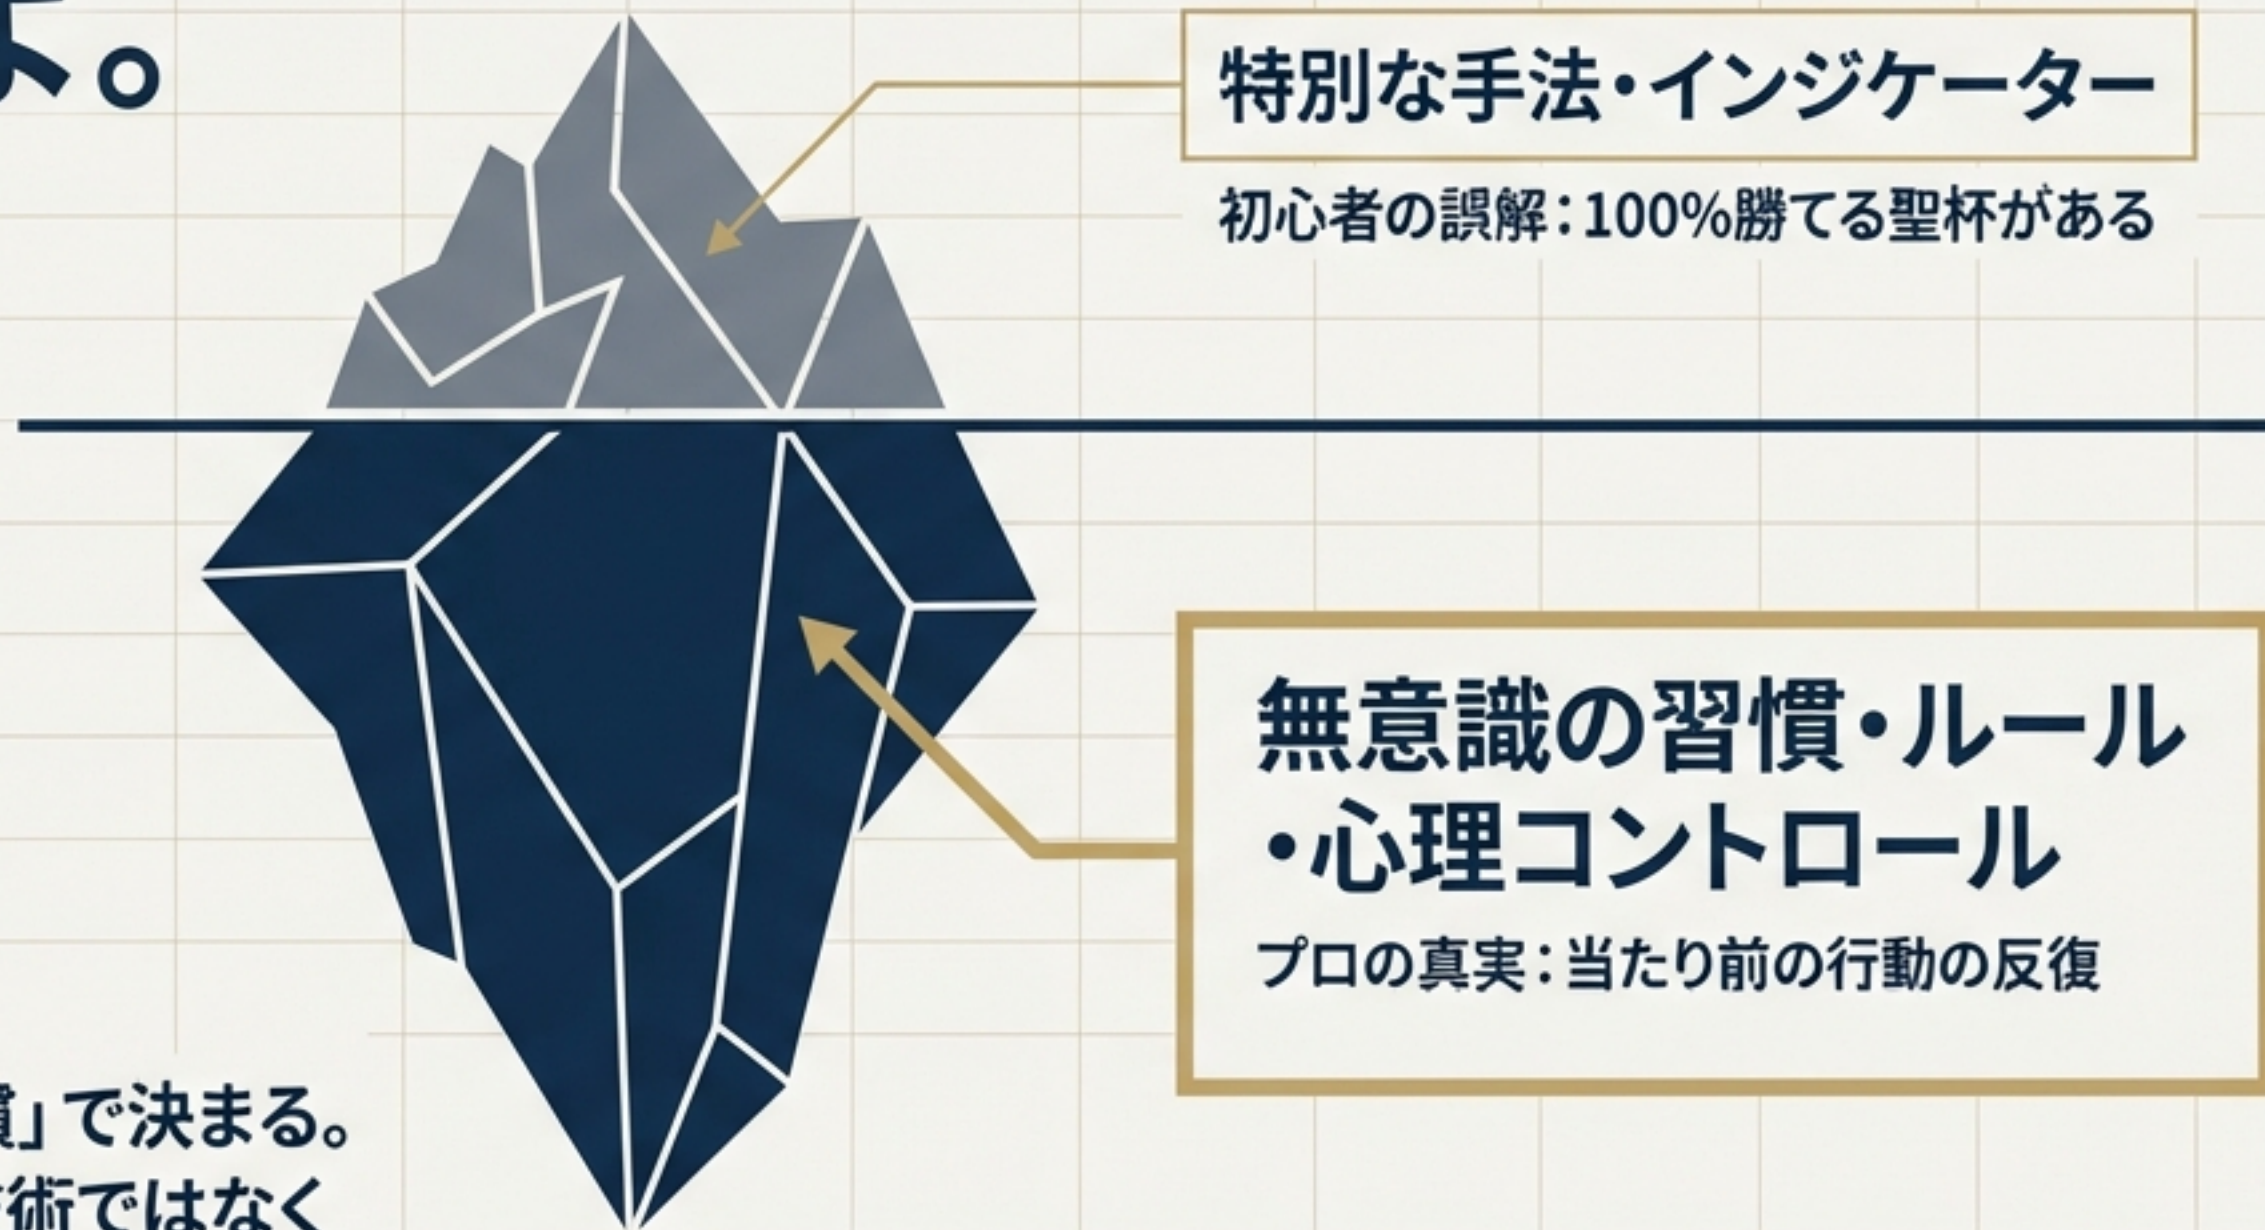 よ。
特別な手法・インジケーター
初心者の誤解：100%勝てる聖杯がある
無意識の習慣・ルール
・心理コントロール
プロの真実：当たり前の行動の反復
慣」で決まる。
術ではなく